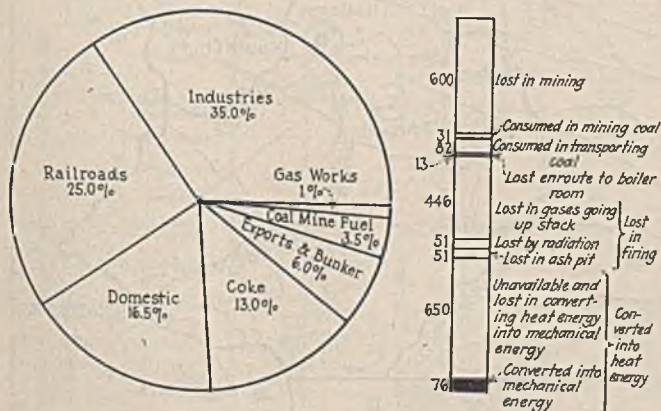 Industries
35.0%
Railroads
25.0%
Gas Works
1%
Coal Mine Fuel
3.5%
Exports & Bunker
6.0%
Coke
13.0%
Domestic
16.5%
600
Lost in mining
31
Consumed in mining coal
82
Consumed in transporting
coal
13
Lost enroute to boiler
room
446
Lost in gases going
up stack
51
Lost by radiation
51
Lost in ash pit
Lost
in
firing
650
Unavailable and
lost in convert-
ing heat energy
into mechanical
energy
Con-
verted
into
heat
energy
76
Converted into
mechanical
energy